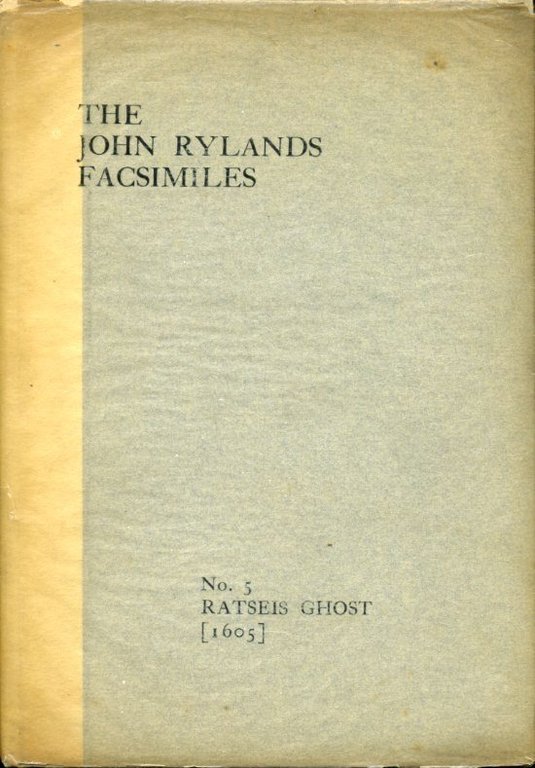 THE
JOHN RYLANDS
FACSIMILES
No. 5
RATSEIS GHOST
[1605]